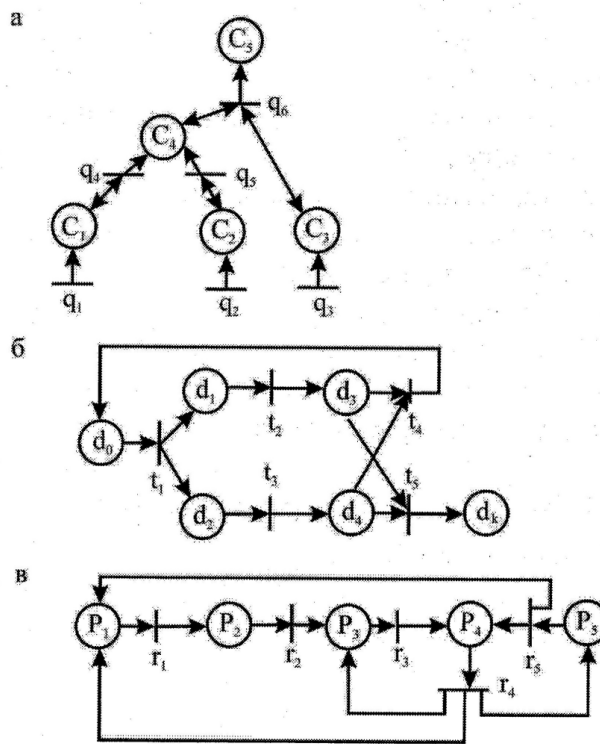 а
C₅
q₆
C₄
q₄
q₅
C₁
C₂
C₃
q₁
q₂
q₃
б
d₁
d₃
t₂
t₄
d₀
t₁
t₃
t₅
d₂
d₄
dₖ
в
P₁
P₂
P₃
P₄
P₅
r₁
r₂
r₃
r₅
r₄